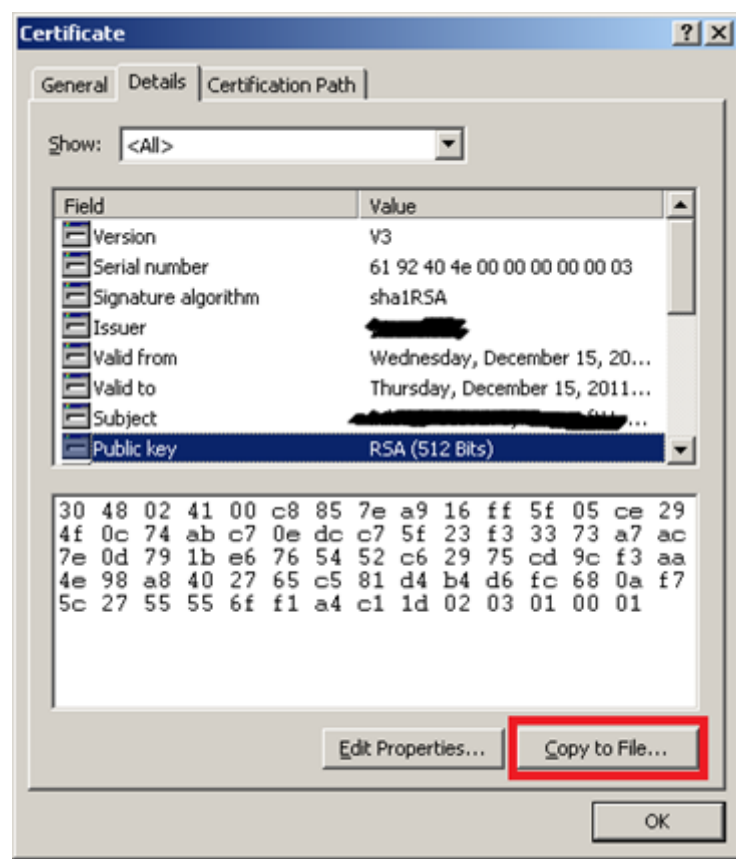 Certificate
General Details Certification Path
Show: <All>
Field Value
Version V3
Serial number 61 92 40 4e 00 00 00 00 00 03
Signature algorithm sha1RSA
Issuer
Valid from Wednesday, December 15, 20...
Valid to Thursday, December 15, 2011...
Subject ...
Public key RSA (512 Bits)
30 48 02 41 00 c8 85 7e a9 16 ff 5f 05 ce 29
4f 0c 74 ab c7 0e dc c7 5f 23 f3 33 73 a7 ac
7e 0d 79 1b e6 76 54 52 c6 29 75 cd 9c f3 aa
4e 98 a8 40 27 65 c5 81 d4 b4 d6 fc 68 0a f7
5c 27 55 55 6f f1 a4 c1 1d 02 03 01 00 01
Edit Properties... Copy to File...
OK